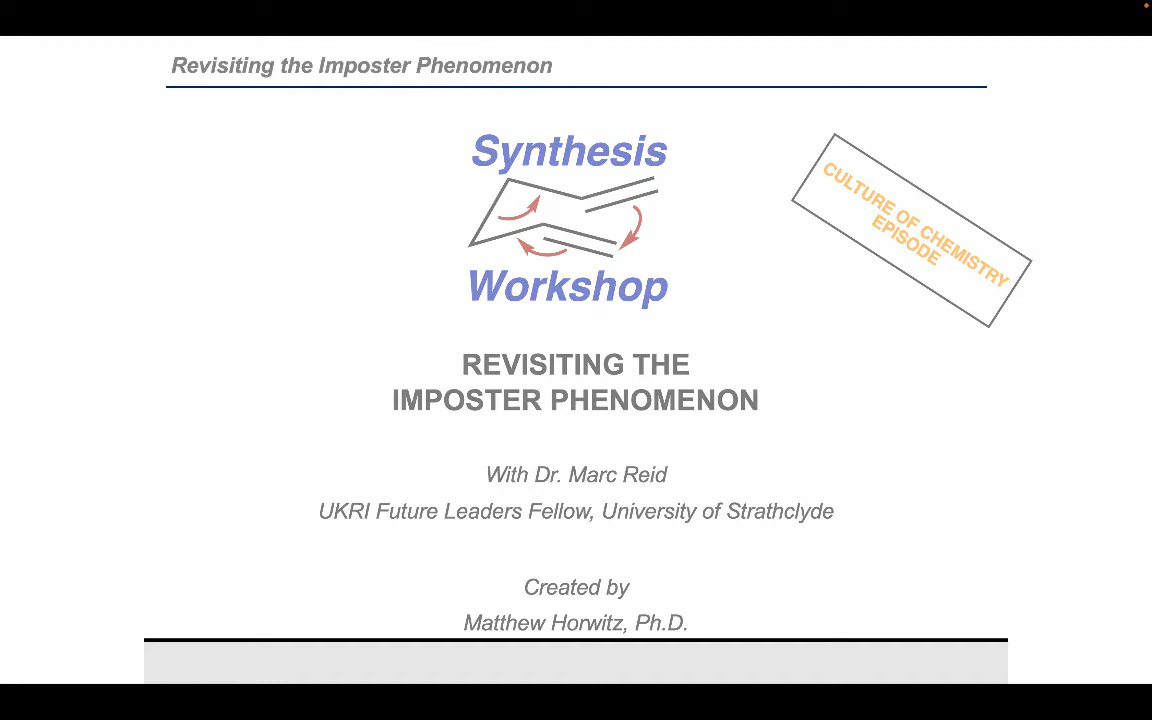 Revisiting the Imposter Phenomenon
Synthesis
Workshop
CULTURE OF CHEMISTRY
EPISODE
REVISITING THE
IMPOSTER PHENOMENON
With Dr. Marc Reid
UKRI Future Leaders Fellow, University of Strathclyde
Created by
Matthew Horwitz, Ph.D.